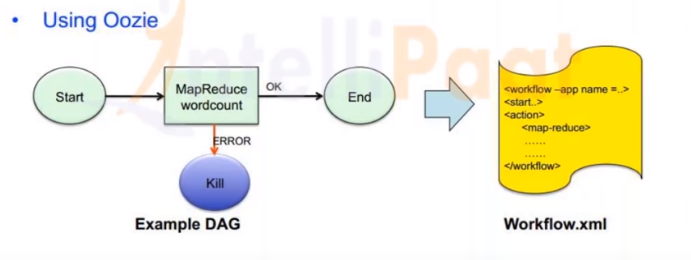 • Using Oozie
IntelliPaat
Start
MapReduce
wordcount
OK
End
ERROR
Kill
Example DAG
<workflow –app name =..>
<start..>
<action>
<map-reduce>
......
......
</workflow>
Workflow.xml